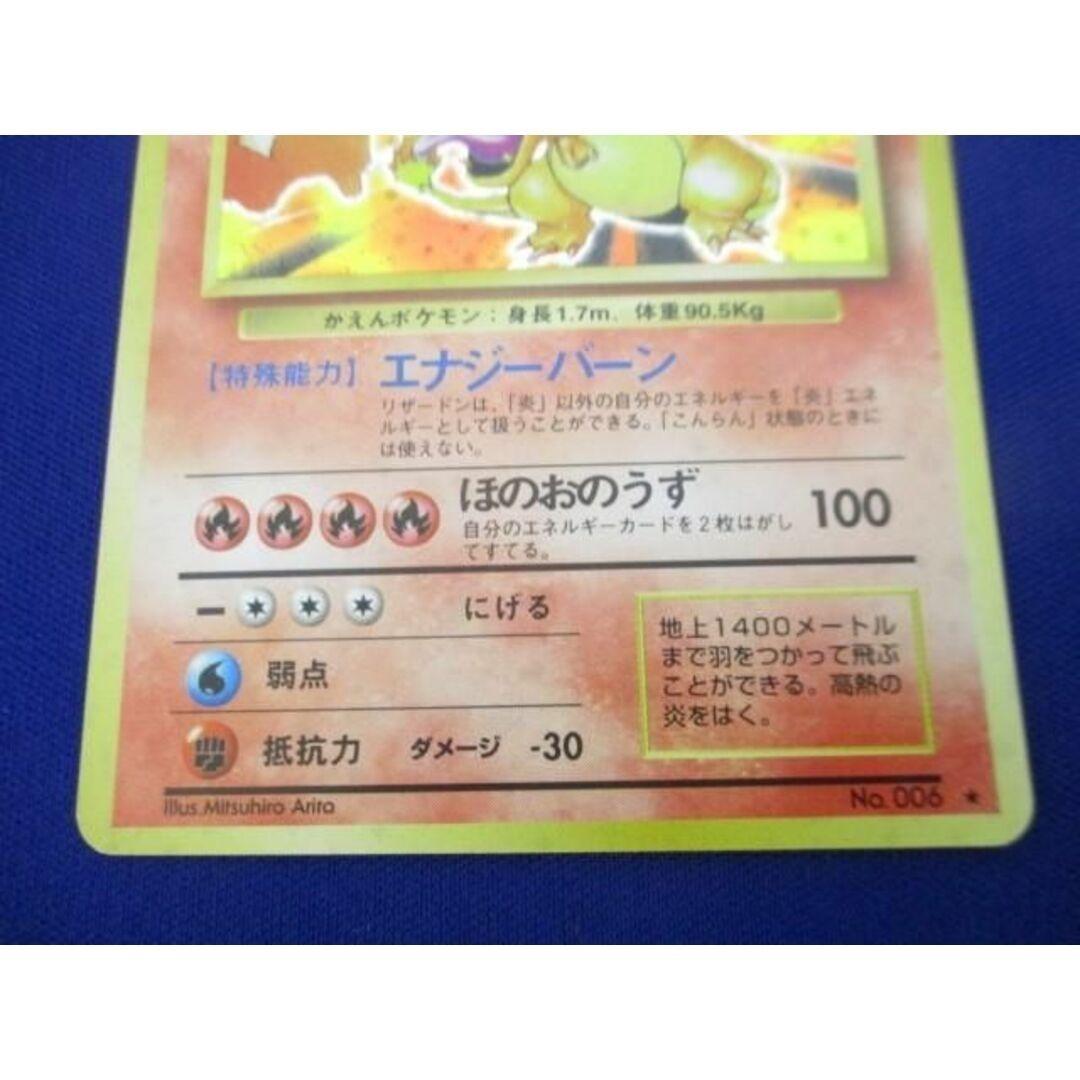 かえんポケモン：身長1.7m、体重90.5Kg
【特殊能力】エナジーバーン
リザードンは、「炎」以外の自分のエネルギーを「炎」エネ
ルギーとして扱うことができる。「こんらん」状態のときに
は使えない。
ほのおのうず 100
自分のエネルギーカードを2枚はがし
てすてる。
にげる
弱点
抵抗力 ダメージ -30
地上1400メートル
まで羽をつかって飛ぶ
ことができる。高熱の
炎をはく。
Illus. Mitsuhiro Arita
No. 006 ★